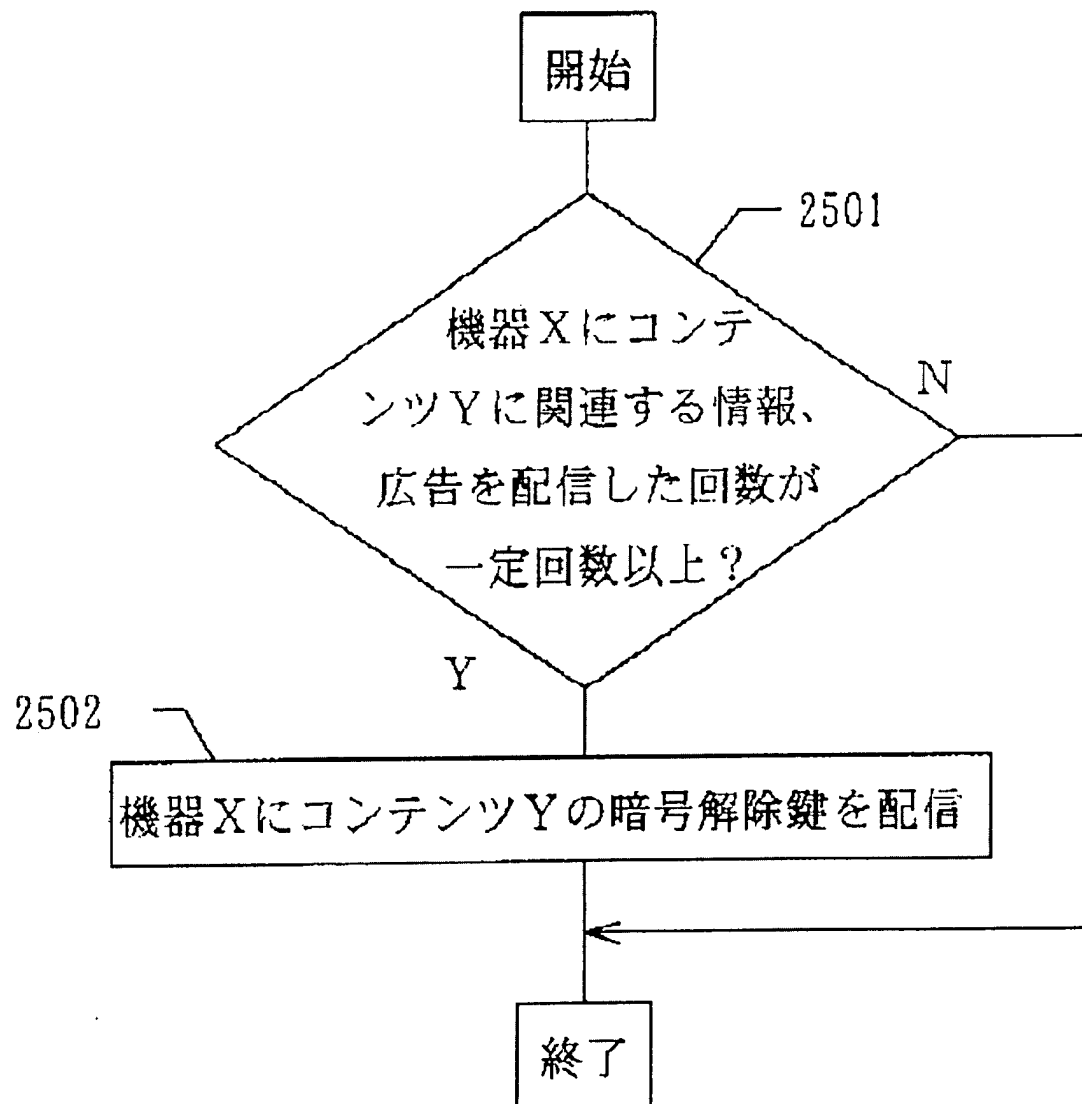 開始
2501
機器Xにコンテ
ンツYに関連する情報、
広告を配信した回数が
一定回数以上?
N
Y
2502
機器XにコンテンツYの暗号解除鍵を配信
終了